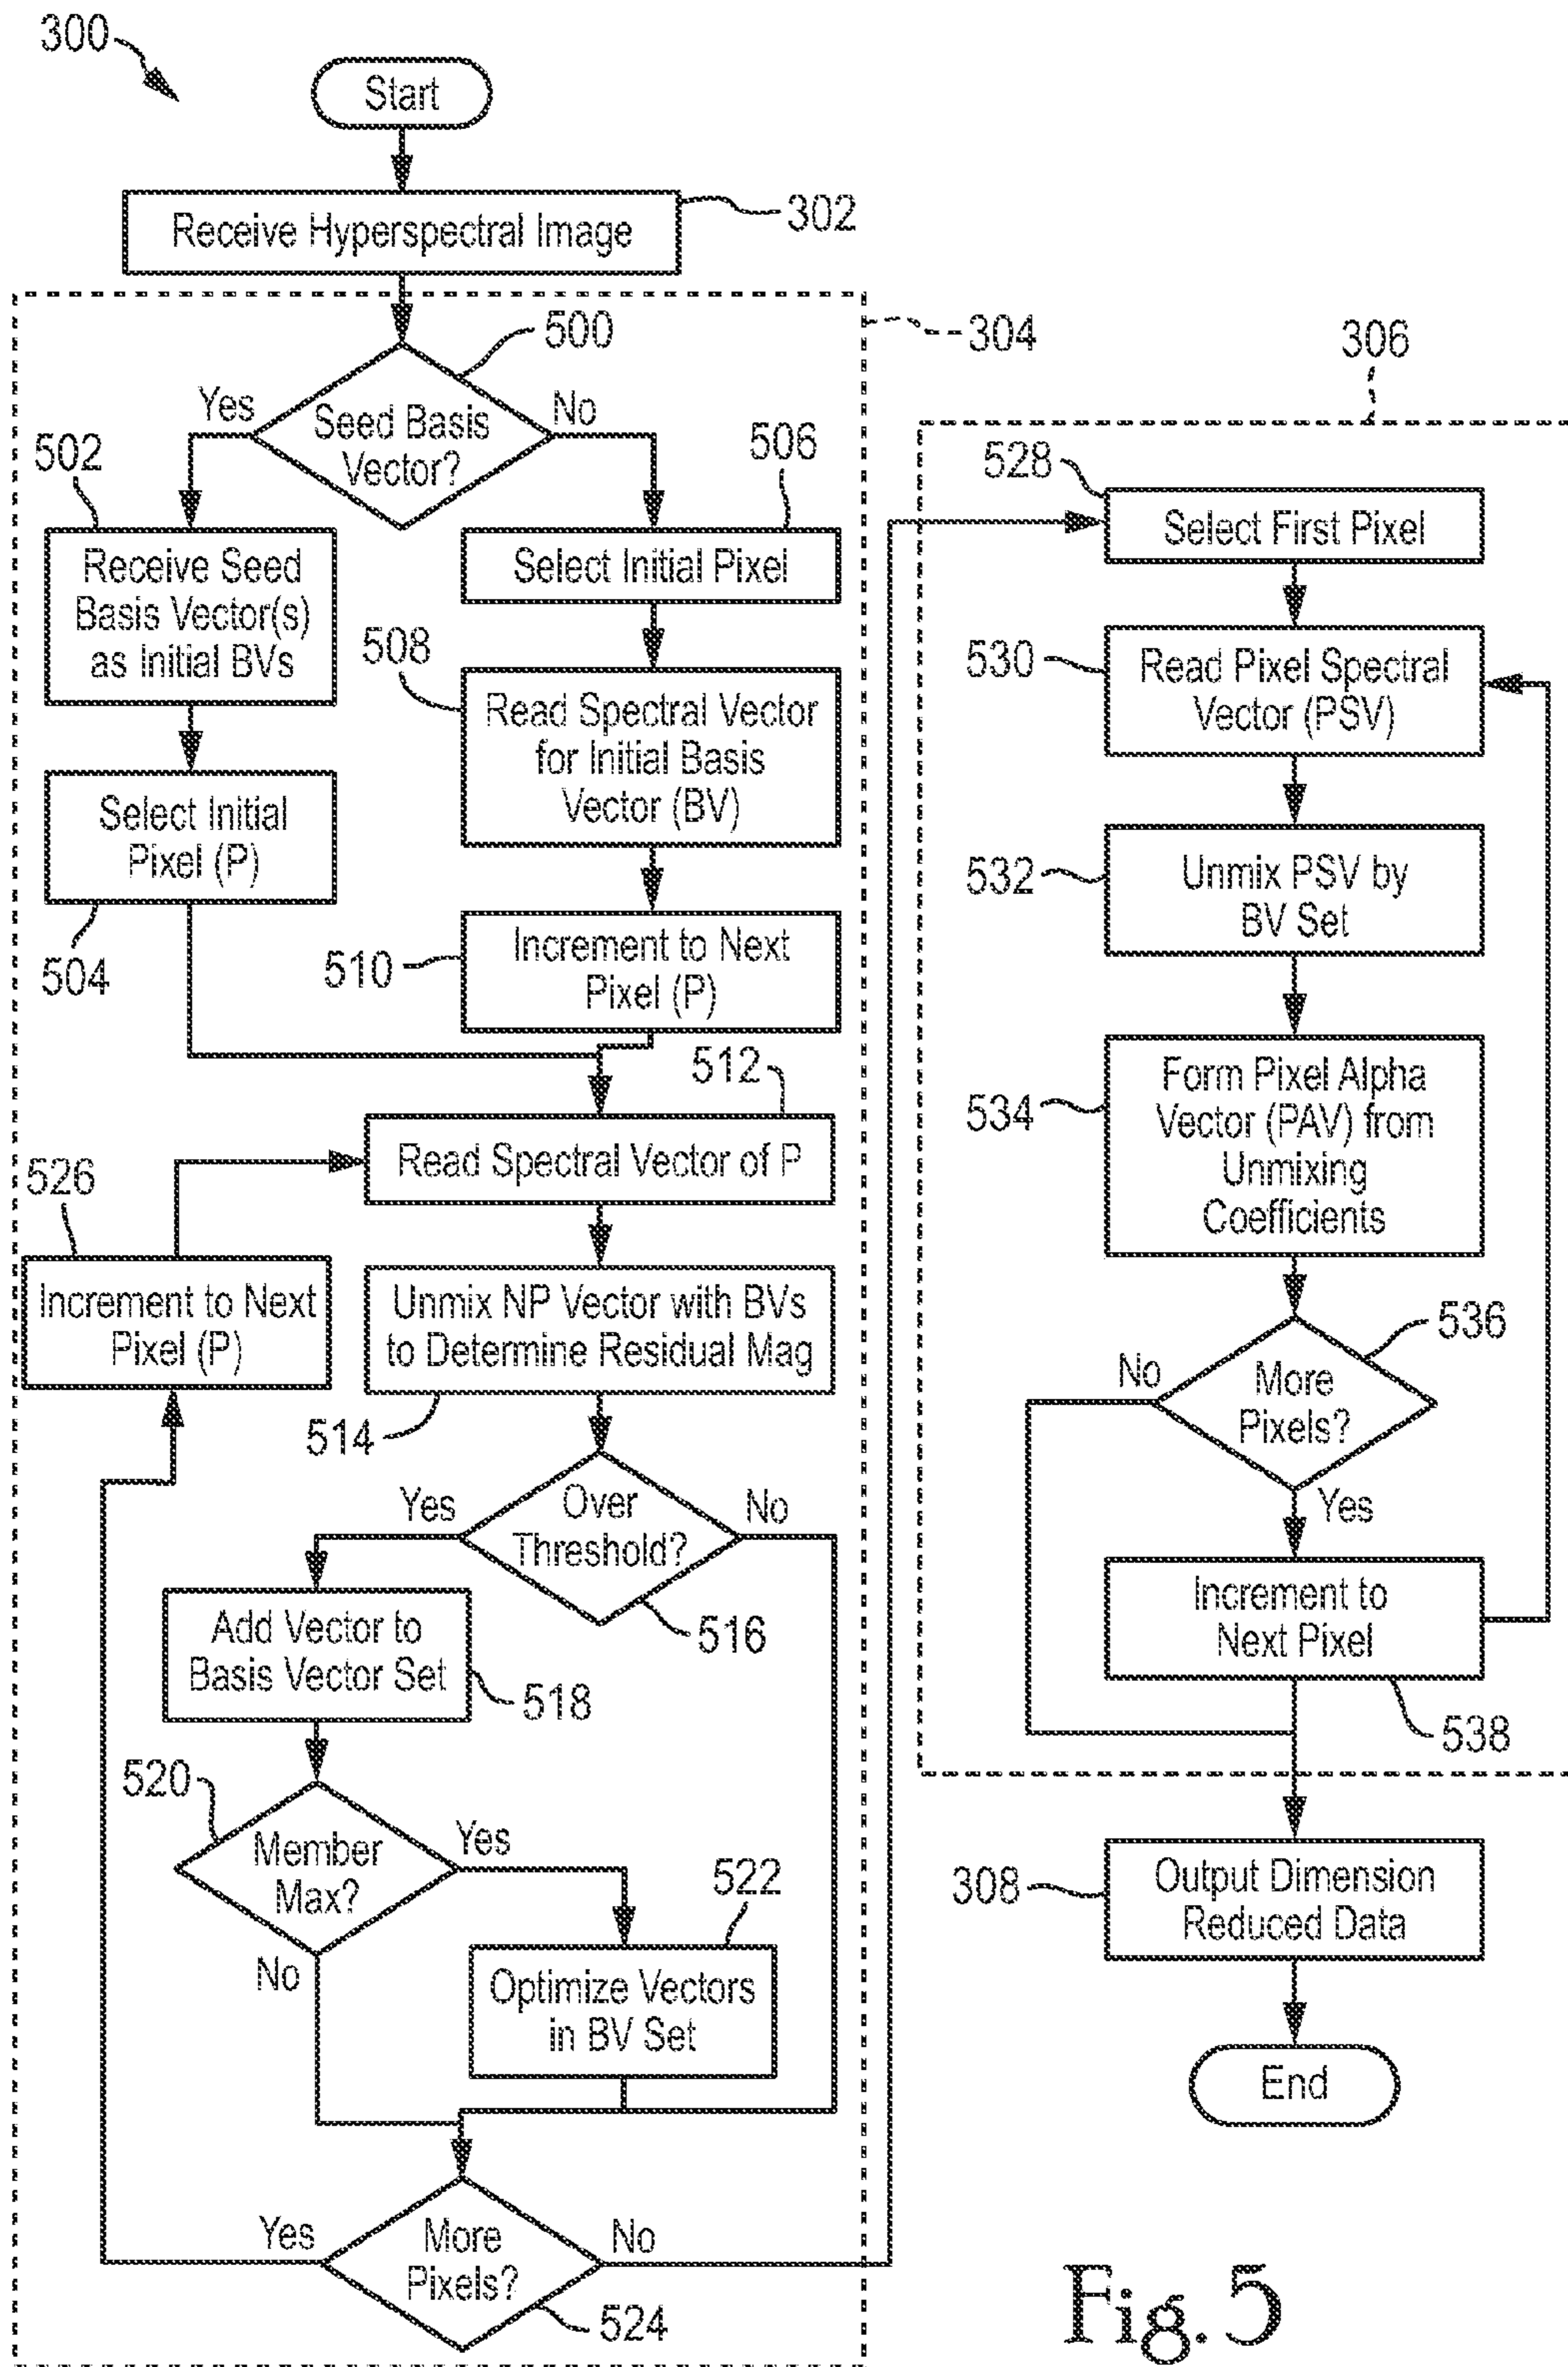 300
Start
Receive Hyperspectral Image
302
304
500
Yes
Seed Basis
Vector?
No
502
Receive Seed
Basis Vector(s)
as Initial BVs
506
Select Initial Pixel
508
Read Spectral Vector
for Initial Basis
Vector (BV)
Select Initial
Pixel (P)
504
510
Increment to Next
Pixel (P)
512
Read Spectral Vector of P
526
Increment to Next
Pixel (P)
Unmix NP Vector with BVs
to Determine Residual Mag
514
Yes
Over
Threshold?
No
516
Add Vector to
Basis Vector Set
518
520
Member
Max?
Yes
No
522
Optimize Vectors
in BV Set
Yes
More
Pixels?
No
524
306
528
Select First Pixel
530
Read Pixel Spectral
Vector (PSV)
532
Unmix PSV by
BV Set
534
Form Pixel Alpha
Vector (PAV) from
Unmixing
Coefficients
536
No
More
Pixels?
Yes
Increment to
Next Pixel
538
308
Output Dimension
Reduced Data
End
Fig. 5